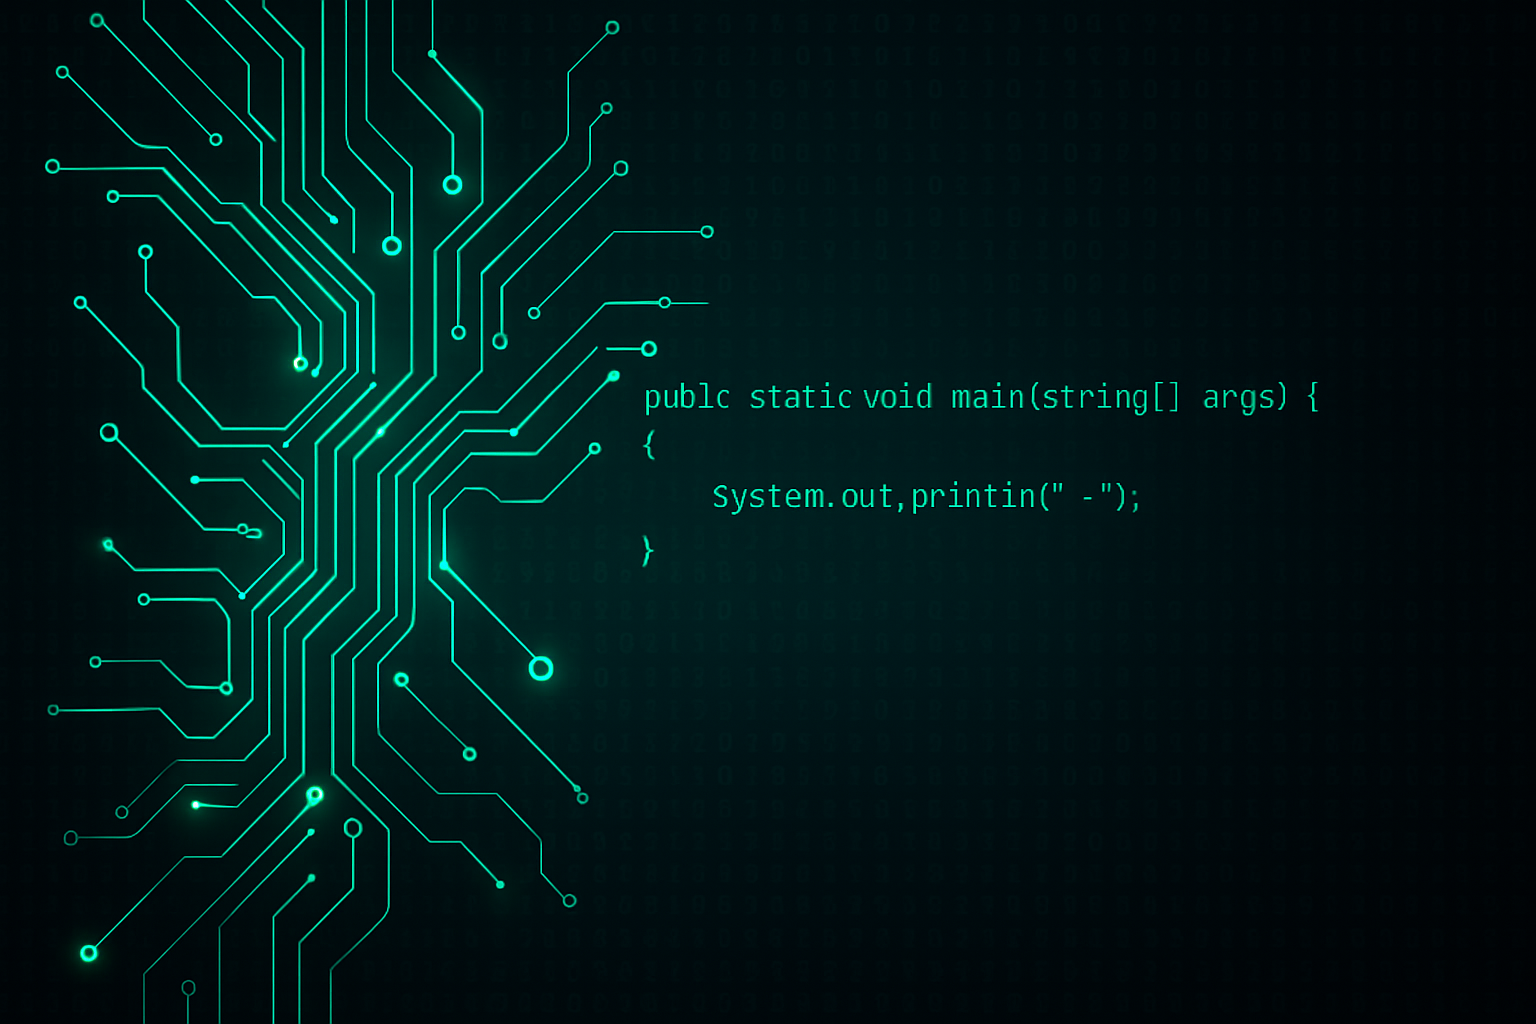 publc static void main(string[] args) {
{
System.out,printin(" -");
}